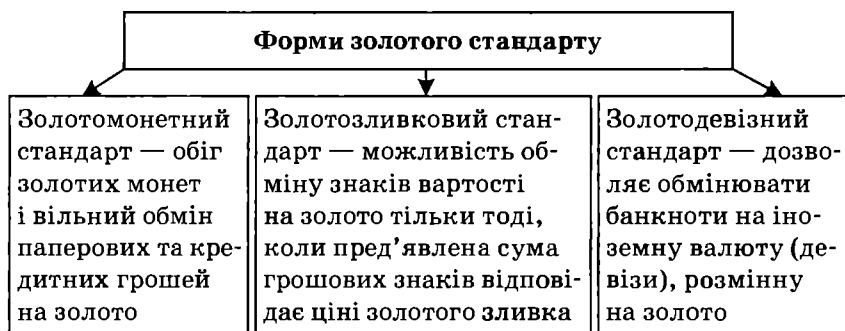 Форми золотого стандарту
Золотомонетний
стандарт — обіг
золотих монет
і вільний обмін
паперових та кре-
дитних грошей
на золото
Золотозливковий стан-
дарт — можливість об-
міну знаків вартості
на золото тільки тоді,
коли пред’явлена сума
грошових знаків відпові-
дає ціні золотого зливка
Золотодевізний
стандарт — дозво-
ляє обмінювати
банкноти на іно-
земну валюту (де-
візи), розмінну
на золото